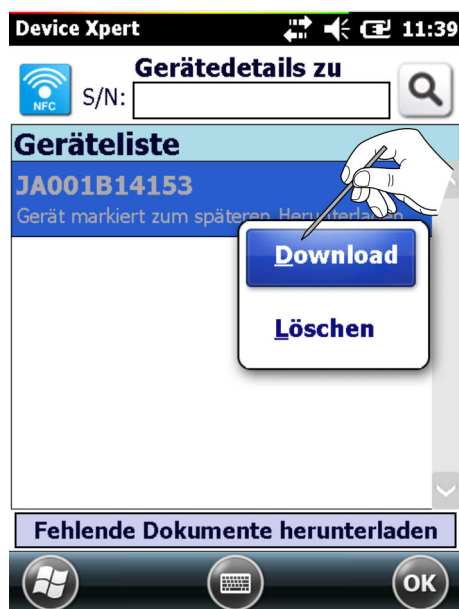 Device Xpert 11:39
Gerätedetails zu
NFC S/N:
Geräteliste
JA001B14153
Gerät markiert zum späteren Herunterladen
Download
Löschen
Fehlende Dokumente herunterladen
OK